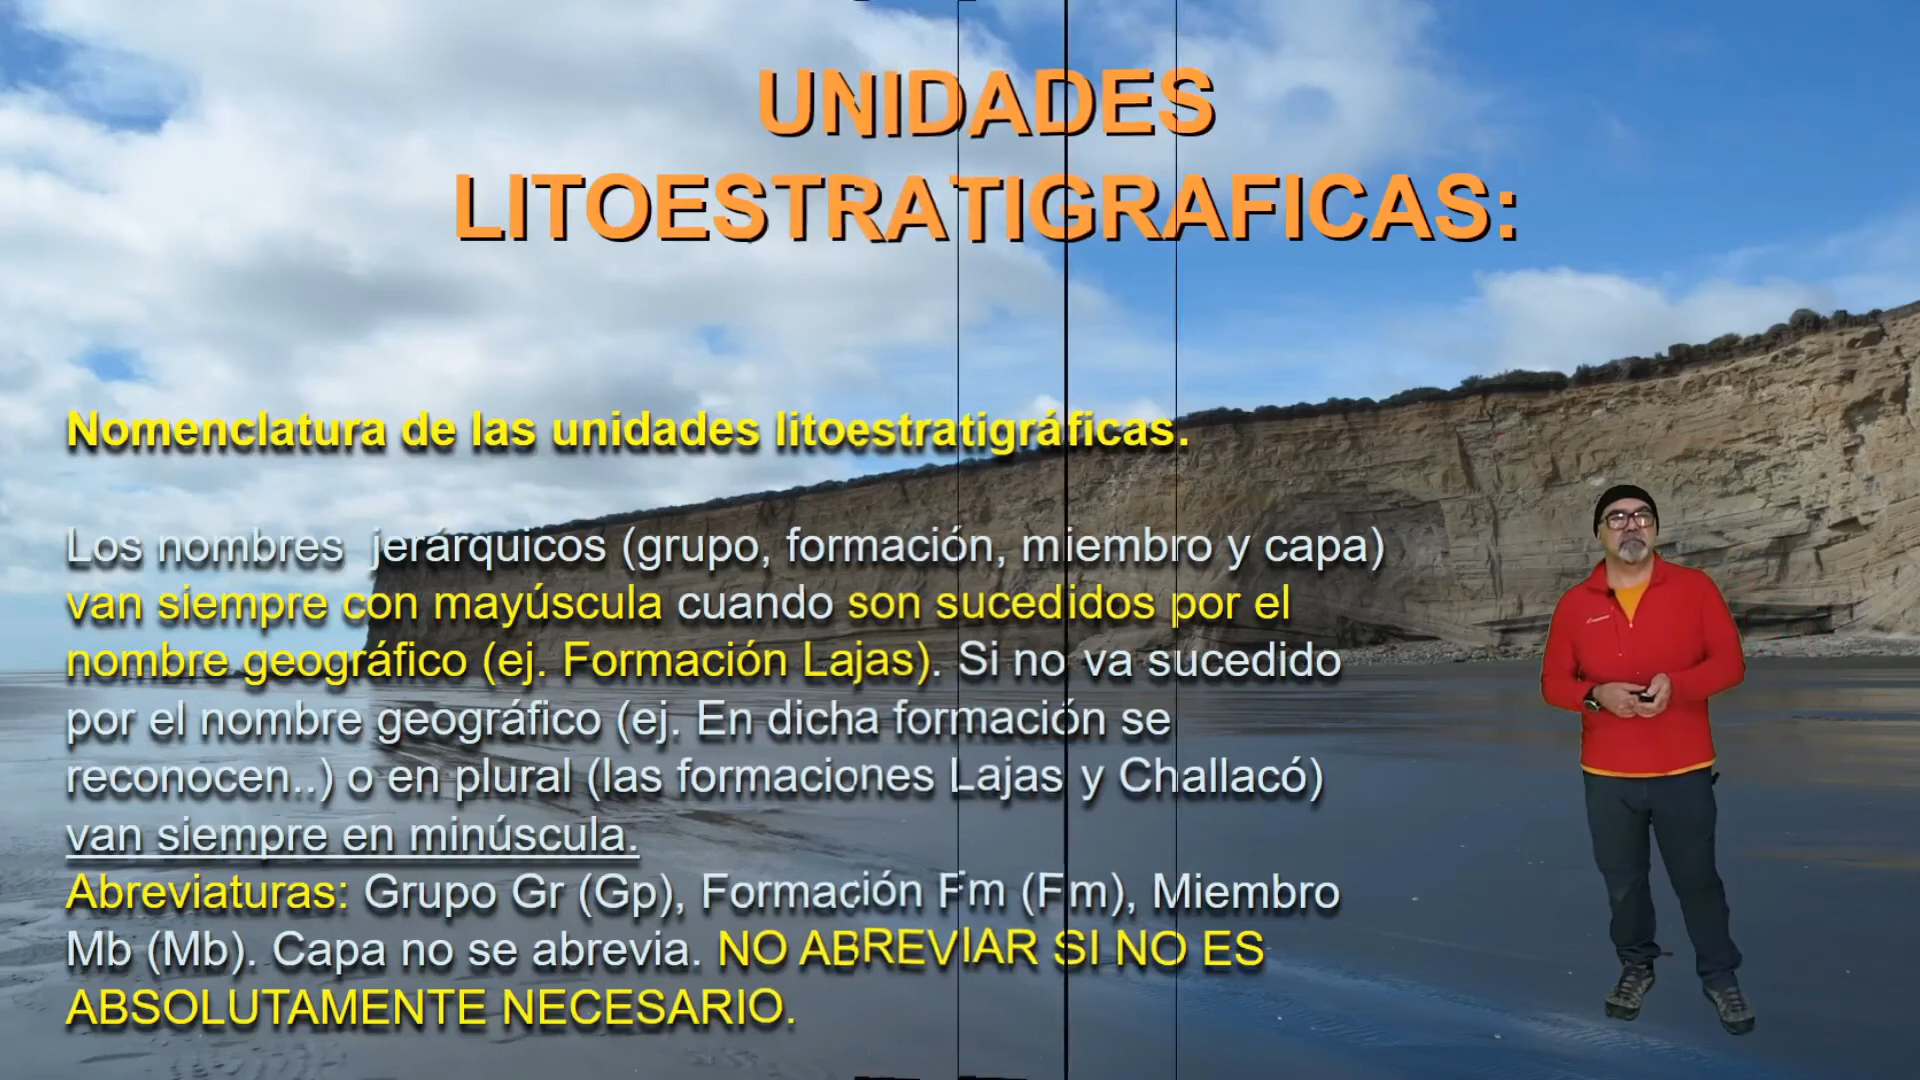 UNIDADES
LITOESTRATIGRAFICAS:
Nomenclatura de las unidades litoestratigráficas.
Los nombres jerárquicos (grupo, formación, miembro y capa)
van siempre con mayúscula cuando son sucedidos por el
nombre geográfico (ej. Formación Lajas). Si no va sucedido
por el nombre geográfico (ej. En dicha formación se
reconocen..) o en plural (las formaciones Lajas y Challacó)
van siempre en minúscula.
Abreviaturas: Grupo Gr (Gp), Formación Fm (Fm), Miembro
Mb (Mb). Capa no se abrevia. NO ABREVIAR SI NO ES
ABSOLUTAMENTE NECESARIO.